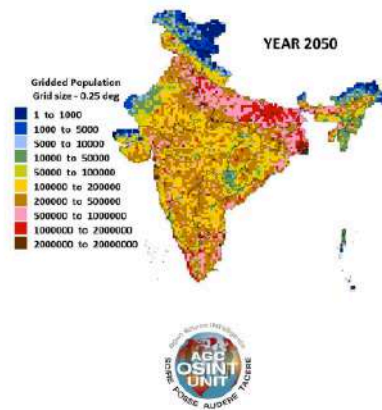 YEAR 2050
Gridded Population
Grid size - 0.25 deg
1 to 1000
1000 to 5000
5000 to 10000
10000 to 50000
50000 to 100000
100000 to 200000
200000 to 500000
500000 to 1000000
1000000 to 2000000
2000000 to 20000000
AGC
OSINT
UNIT
SCIRE POSSE AUDERE TACERE